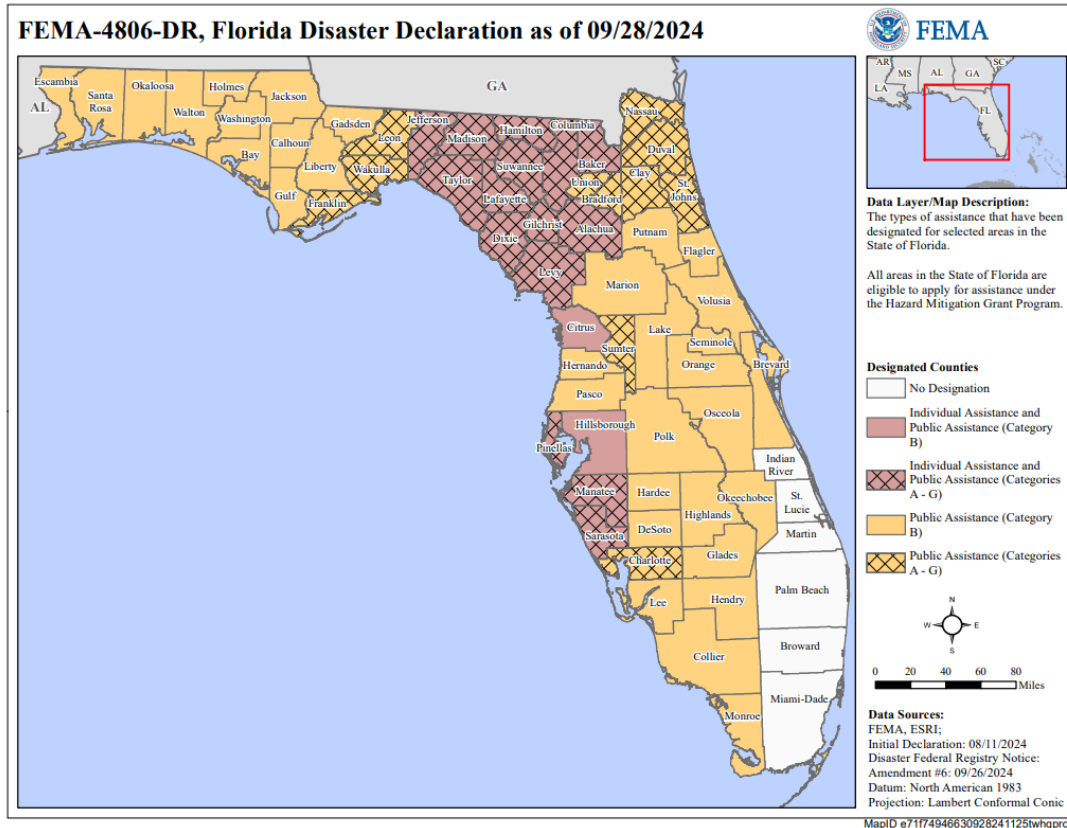 FEMA-4806-DR, Florida Disaster Declaration as of 09/28/2024
FEMA
AL
GA
Escambia
Santa
Rosa
Okaloosa
Walton
Holmes
Washington
Jackson
Bay
Calhoun
Gulf
Liberty
Gadsden
Franklin
Leon
Wakulla
Jefferson
Madison
Taylor
Hamilton
Suwannee
Lafayette
Columbia
Baker
Union
Bradford
Gilchrist
Dixie
Alachua
Levy
Nassau
Duval
Clay
St.
Johns
Putnam
Flagler
Marion
Volusia
Citrus
Sumter
Lake
Seminole
Hernando
Orange
Brevard
Pasco
Osceola
Hillsborough
Pinellas
Polk
Indian
River
Manatee
Hardee
Okeechobee
St.
Lucie
Highlands
Sarasota
DeSoto
Martin
Charlotte
Glades
Lee
Hendry
Palm Beach
Collier
Broward
Monroe
Miami-Dade
AR
MS
AL
GA
SC
LA
FL
Data Layer/Map Description:
The types of assistance that have been
designated for selected areas in the
State of Florida.
All areas in the State of Florida are
eligible to apply for assistance under
the Hazard Mitigation Grant Program.
Designated Counties
No Designation
Individual Assistance and
Public Assistance (Category
B)
Individual Assistance and
Public Assistance (Categories
A - G)
Public Assistance (Category
B)
Public Assistance (Categories
A - G)
N
W E
S
0 20 40 60 80
Miles
Data Sources:
FEMA, ESRI;
Initial Declaration: 08/11/2024
Disaster Federal Registry Notice:
Amendment #6: 09/26/2024
Datum: North American 1983
Projection: Lambert Conformal Conic
MapID e71f74946630928241125twhqprod